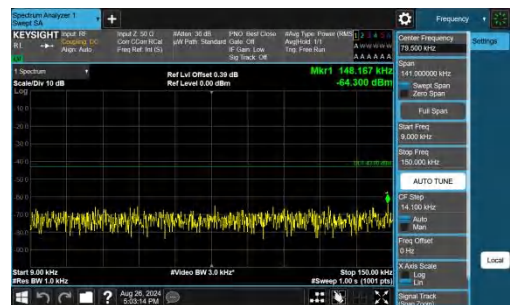 Spectrum Analyzer 1
Swept SA
+
Frequency
KEYSIGHT
Input: RF
Coupling: DC
Align: Auto
Input Z: 50 Ω
Corr CCorr RCal
Freq Ref: Int (S)
#Atten: 30 dB
µW Path: Standard
PNO: Best Close
Gate: Off
IF Gain: Low
Sig Track: Off
#Avg Type: Power (RMS)
Avg|Hold: 1/1
Trig: Free Run
1 Spectrum
Scale/Div 10 dB
Log
Ref Lvl Offset 0.39 dB
Ref Level 0.00 dBm
Mkr1 148.167 kHz
-64.300 dBm
Start 9.00 kHz
#Res BW 1.0 kHz
#Video BW 3.0 kHz*
Stop 150.00 kHz
#Sweep 1.00 s (1001 pts)
Aug 26, 2024
5:03:14 PM
Center Frequency
79.500 kHz
Settings
Span
141.000000 kHz
Swept Span
Zero Span
Full Span
Start Freq
9.000 kHz
Stop Freq
150.000 kHz
AUTO TUNE
CF Step
14.100 kHz
Auto
Man
Freq Offset
0 Hz
X Axis Scale
Log
Lin
Local
Signal Track